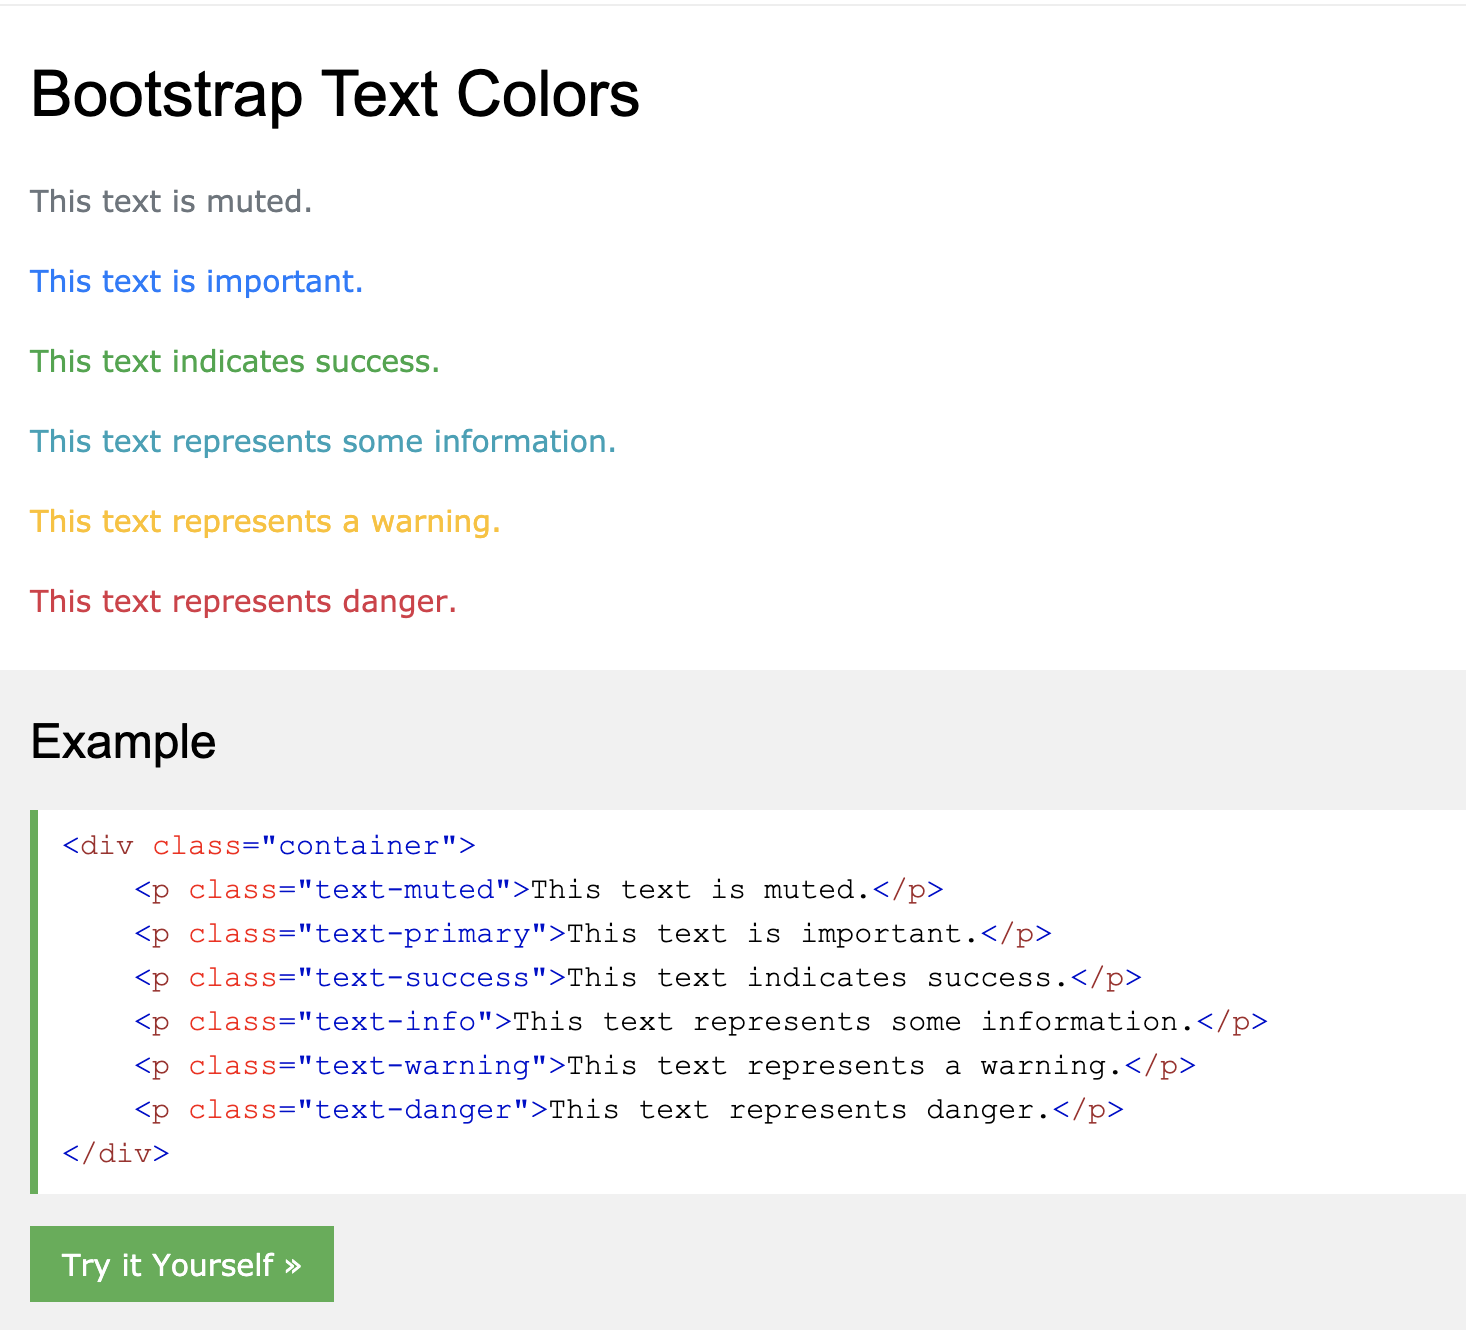 Bootstrap Text Colors
This text is muted.
This text is important.
This text indicates success.
This text represents some information.
This text represents a warning.
This text represents danger.
Example
<div class="container">
    <p class="text-muted">This text is muted.</p>
    <p class="text-primary">This text is important.</p>
    <p class="text-success">This text indicates success.</p>
    <p class="text-info">This text represents some information.</p>
    <p class="text-warning">This text represents a warning.</p>
    <p class="text-danger">This text represents danger.</p>
</div>
Try it Yourself »